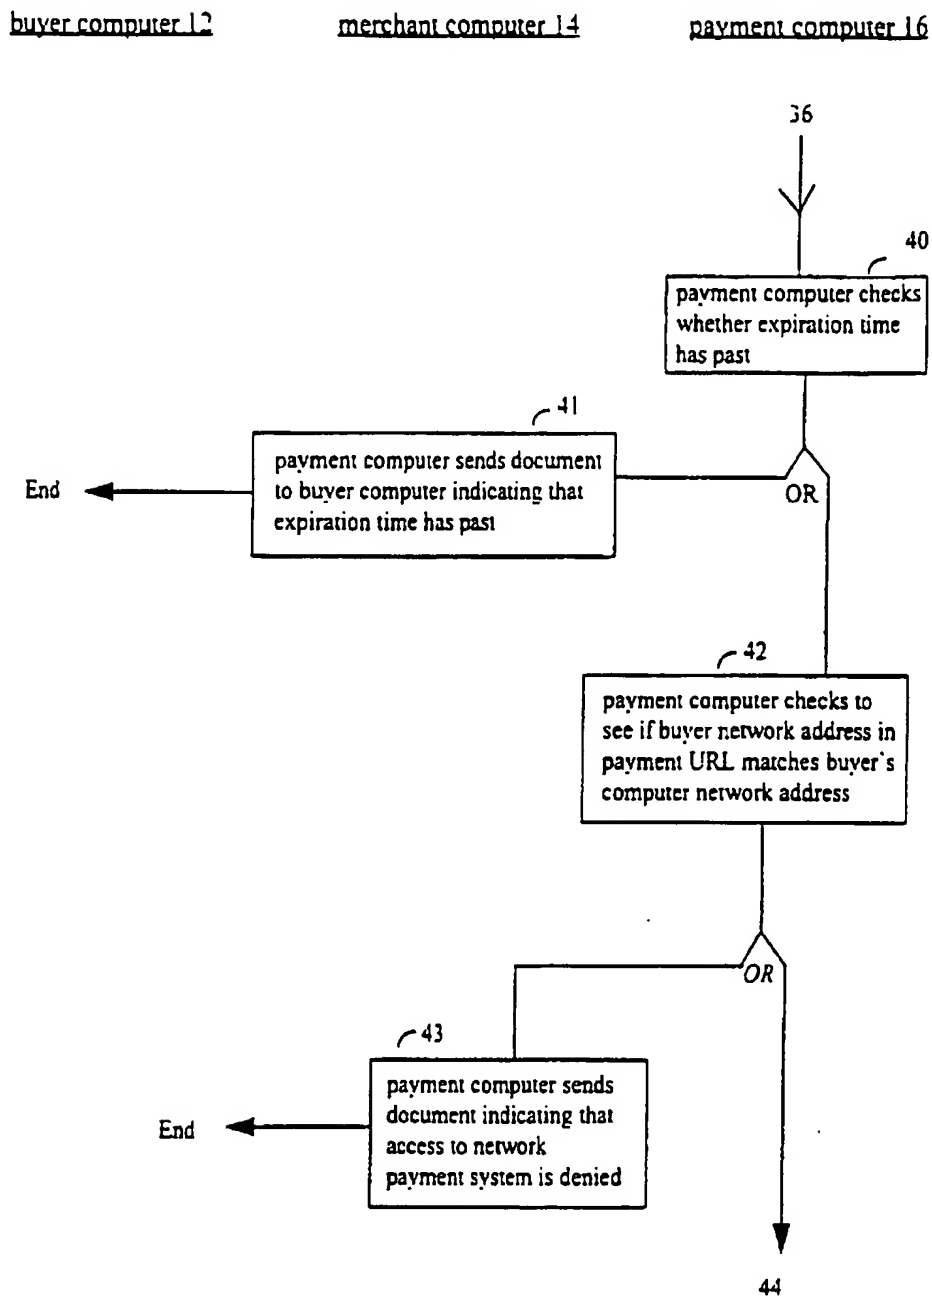 buyer computer 12 merchant computer 14 payment computer 16
36
40
payment computer checks
whether expiration time
has past
41
payment computer sends document
to buyer computer indicating that
expiration time has past
End
OR
42
payment computer checks to
see if buyer network address in
payment URL matches buyer's
computer network address
OR
43
payment computer sends
document indicating that
access to network
payment system is denied
End
44